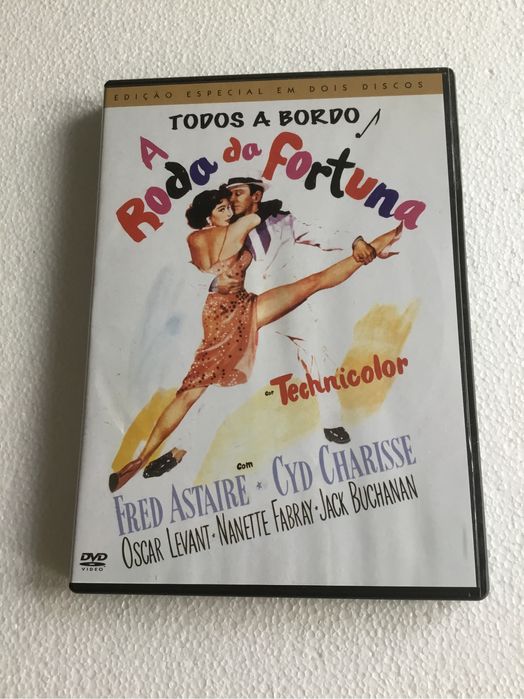 EDIÇÃO ESPECIAL EM DOIS DISCOS
TODOS A BORDO
A
Roda da Fortuna
Cor Technicolor
com
FRED ASTAIRE * CYD CHARISSE
OSCAR LEVANT • NANETTE FABRAY • JACK BUCHANAN
DVD
VIDEO